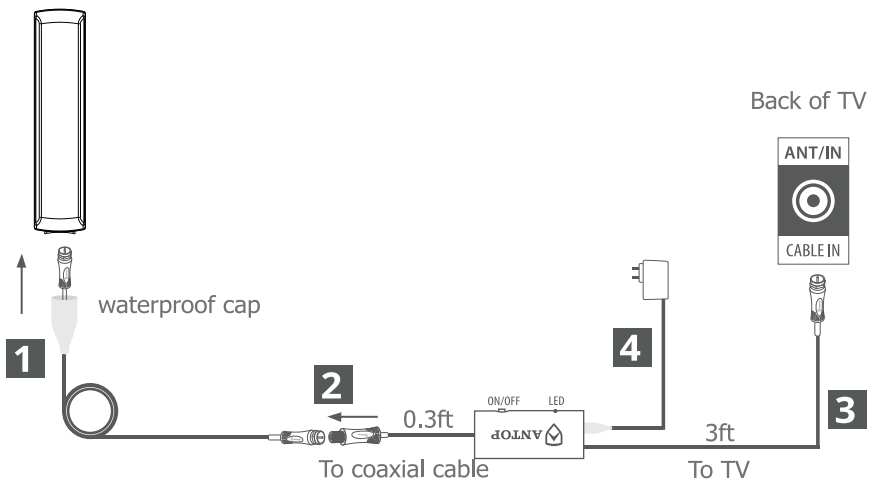 Back of TV
ANT/IN
CABLE IN
waterproof cap
1
2
4
3
ON/OFF LED
0.3ft
ANTOP
3ft
To coaxial cable
To TV